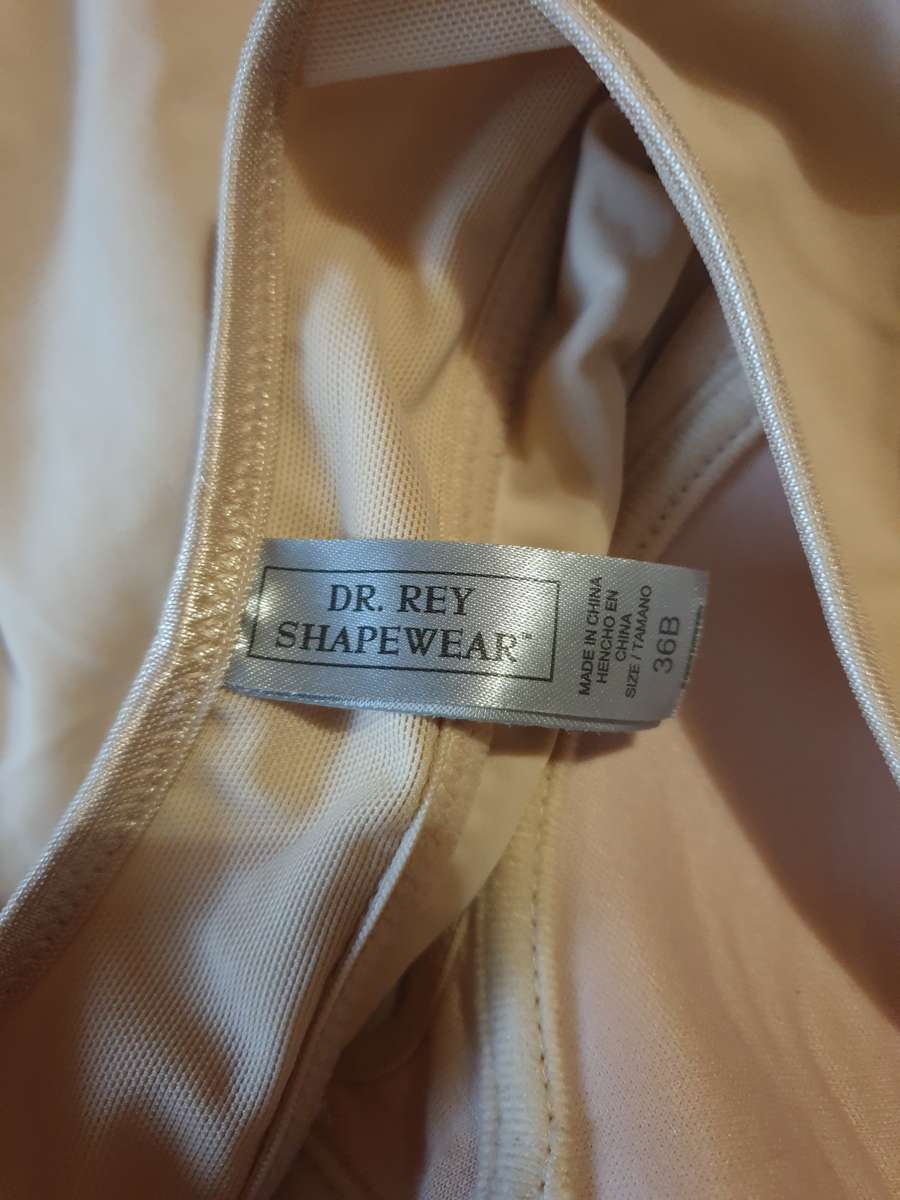 DR. REY
SHAPEWEAR™
MADE IN CHINA
HENCHO EN
CHINA
SIZE / TAMANO
36B